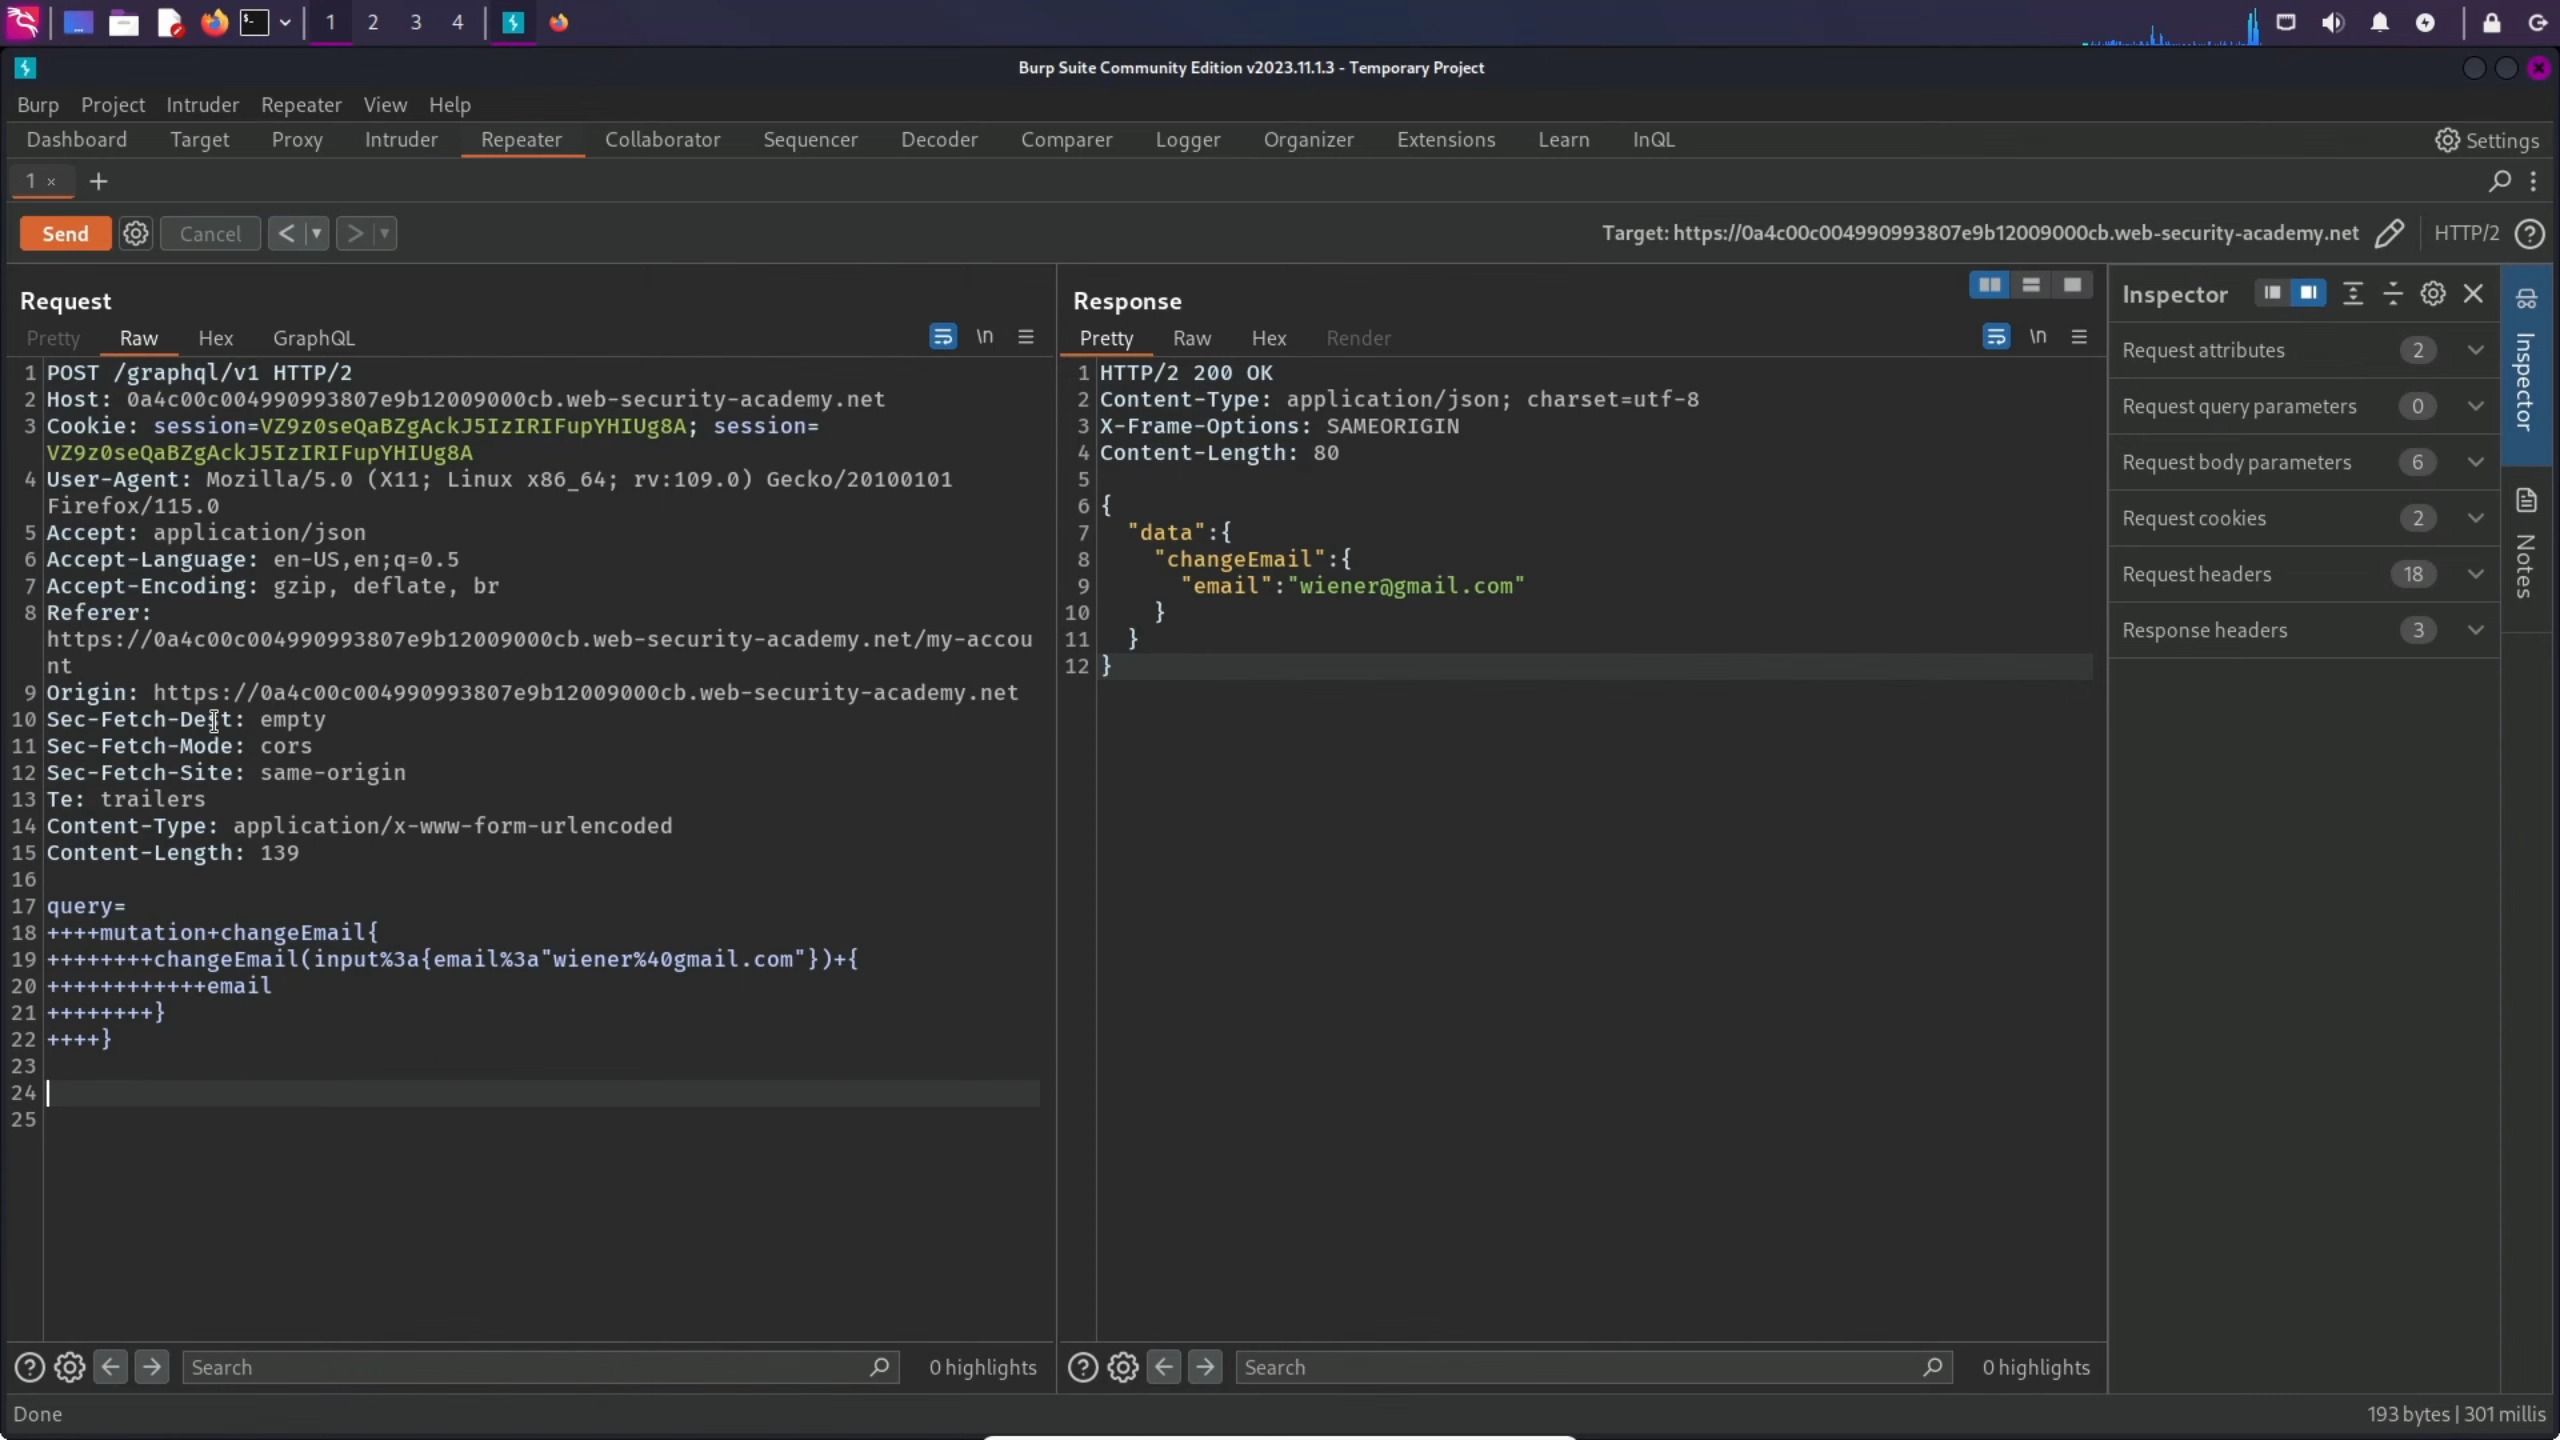 1 2 3 4
Burp Suite Community Edition v2023.11.1.3 - Temporary Project
Burp Project Intruder Repeater View Help
Dashboard Target Proxy Intruder Repeater Collaborator Sequencer Decoder Comparer Logger Organizer Extensions Learn InQL Settings
1 × +
Send Cancel < > Target: https://0a4c00c004990993807e9b12009000cb.web-security-academy.net HTTP/2
Request
Pretty Raw Hex GraphQL \n
1 POST /graphql/v1 HTTP/2
2 Host: 0a4c00c004990993807e9b12009000cb.web-security-academy.net
3 Cookie: session=VZ9z0seQaBZgAckJ5IzIRIFupYHIUg8A; session=
VZ9z0seQaBZgAckJ5IzIRIFupYHIUg8A
4 User-Agent: Mozilla/5.0 (X11; Linux x86_64; rv:109.0) Gecko/20100101
Firefox/115.0
5 Accept: application/json
6 Accept-Language: en-US,en;q=0.5
7 Accept-Encoding: gzip, deflate, br
8 Referer:
https://0a4c00c004990993807e9b12009000cb.web-security-academy.net/my-accou
nt
9 Origin: https://0a4c00c004990993807e9b12009000cb.web-security-academy.net
10 Sec-Fetch-Dest: empty
11 Sec-Fetch-Mode: cors
12 Sec-Fetch-Site: same-origin
13 Te: trailers
14 Content-Type: application/x-www-form-urlencoded
15 Content-Length: 139
16
17 query=
18 ++++mutation+changeEmail{
19 ++++++++changeEmail(input%3a{email%3a"wiener%40gmail.com"})+{
20 ++++++++++++email
21 ++++++++}
22 ++++}
23
24
25
Search 0 highlights
Response
Pretty Raw Hex Render \n
1 HTTP/2 200 OK
2 Content-Type: application/json; charset=utf-8
3 X-Frame-Options: SAMEORIGIN
4 Content-Length: 80
5
6 {
7 "data":{
8 "changeEmail":{
9 "email":"wiener@gmail.com"
10 }
11 }
12 }
Search 0 highlights
Inspector
Request attributes 2
Request query parameters 0
Request body parameters 6
Request cookies 2
Request headers 18
Response headers 3
Inspector
Notes
Done 193 bytes | 301 millis